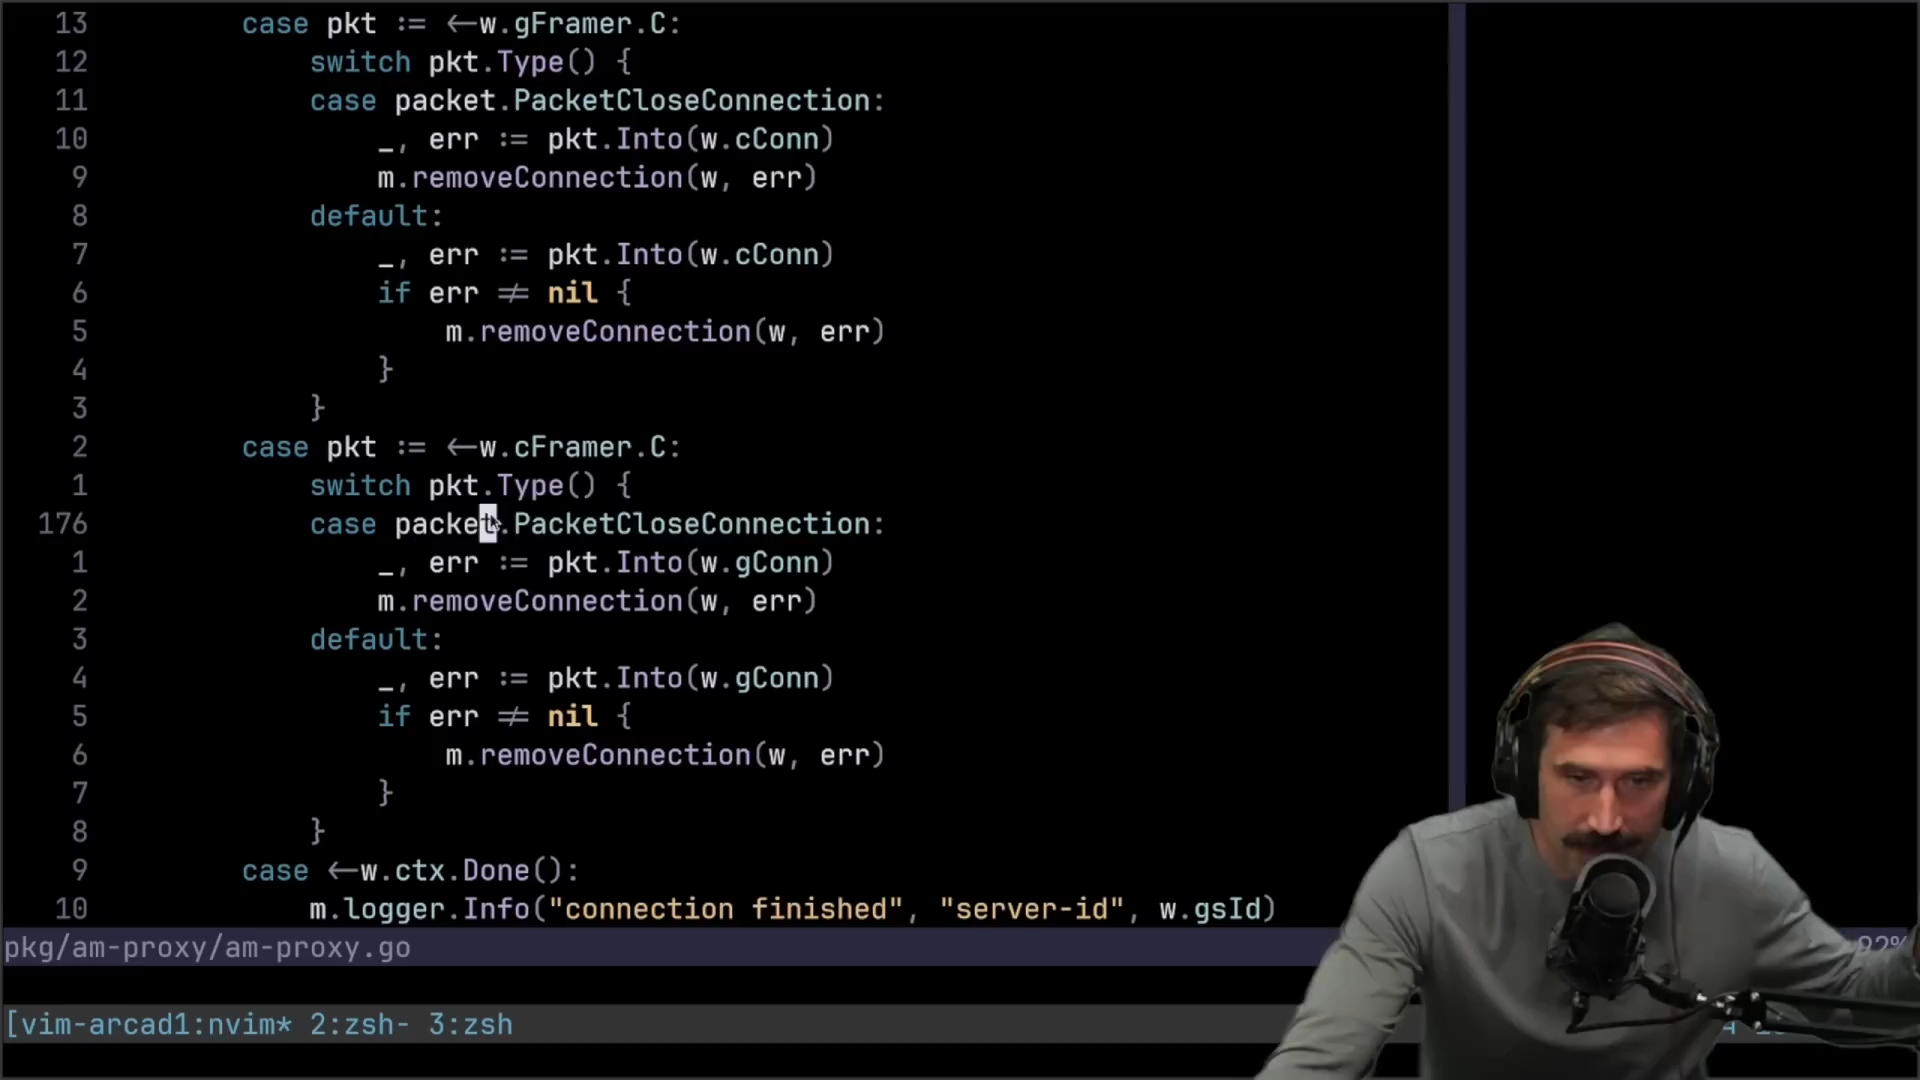 13 case pkt := <-w.gFramer.C:
12 switch pkt.Type() {
11 case packet.PacketCloseConnection:
10 _, err := pkt.Into(w.cConn)
9 m.removeConnection(w, err)
8 default:
7 _, err := pkt.Into(w.cConn)
6 if err != nil {
5 m.removeConnection(w, err)
4 }
3 }
2 case pkt := <-w.cFramer.C:
1 switch pkt.Type() {
176 case packet.PacketCloseConnection:
1 _, err := pkt.Into(w.gConn)
2 m.removeConnection(w, err)
3 default:
4 _, err := pkt.Into(w.gConn)
5 if err != nil {
6 m.removeConnection(w, err)
7 }
8 }
9 case <-w.ctx.Done():
10 m.logger.Info("connection finished", "server-id", w.gsId)
pkg/am-proxy/am-proxy.go 92%
[vim-arcad1:nvim* 2:zsh- 3:zsh